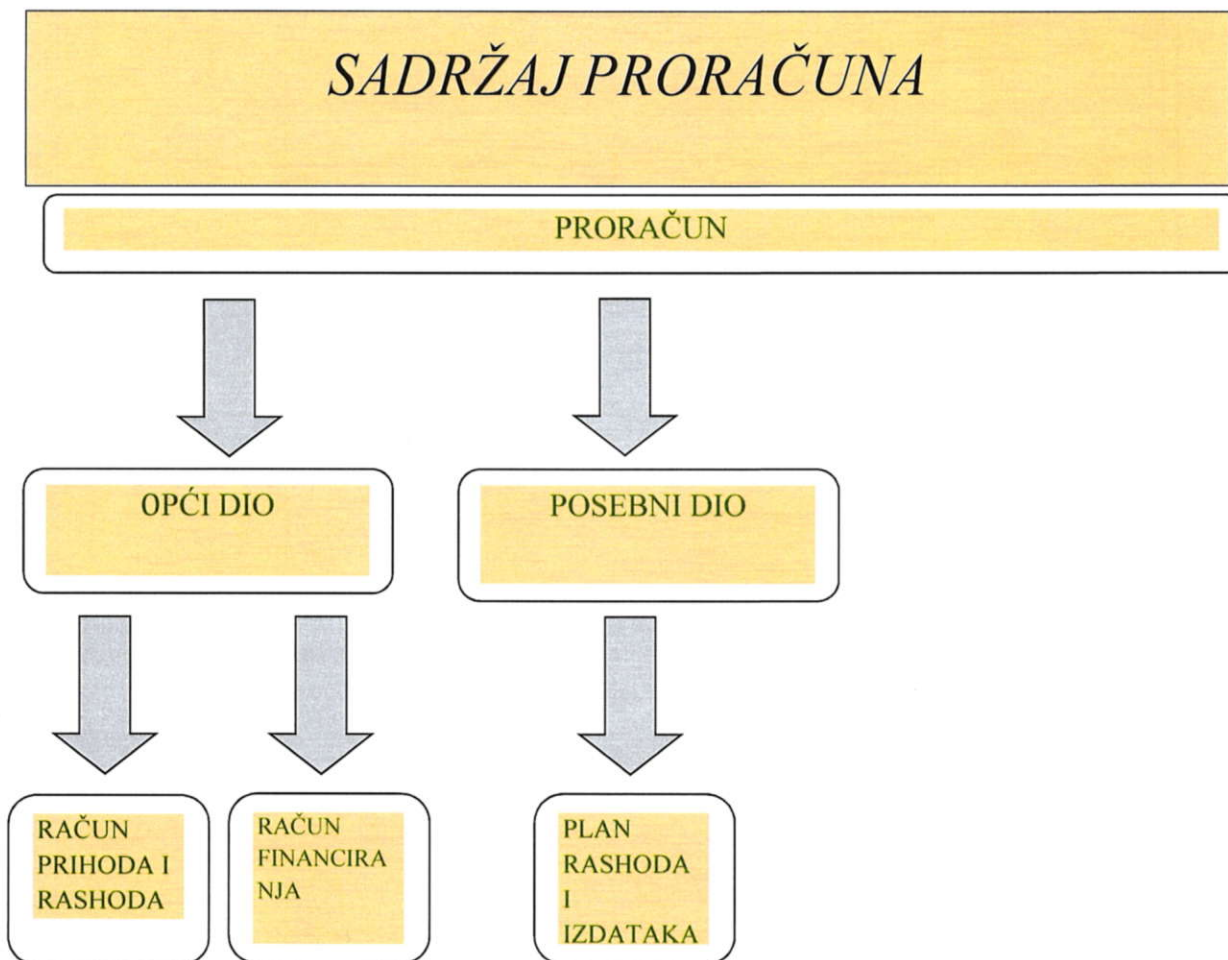 SADRŽAJ PRORAČUNA
PRORAČUN
OPĆI DIO
POSEBNI DIO
RAČUN
PRIHODA I
RASHODA
RAČUN
FINANCIRA
NJA
PLAN
RASHODA
I
IZDATAKA